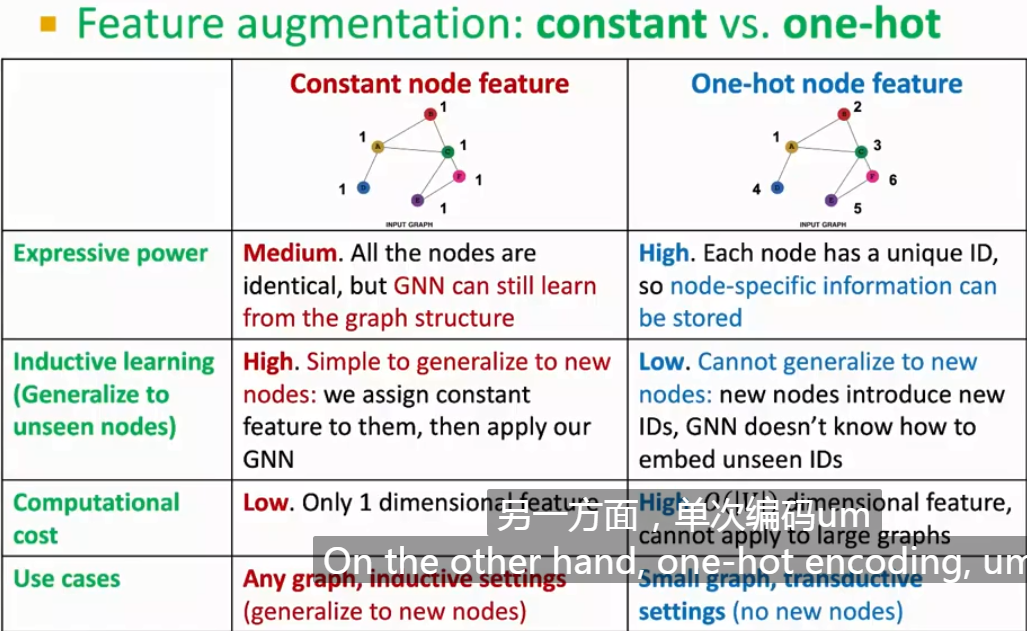 Feature augmentation: constant vs. one-hot
Constant node feature
One-hot node feature
B 1
1 A
1 C
1 D
F 1
E 1
INPUT GRAPH
B 2
1 A
C 3
4 D
F 6
E 5
INPUT GRAPH
Expressive power
Medium. All the nodes are
identical, but GNN can still learn
from the graph structure
High. Each node has a unique ID,
so node-specific information can
be stored
Inductive learning
(Generalize to
unseen nodes)
High. Simple to generalize to new
nodes: we assign constant
feature to them, then apply our
GNN
Low. Cannot generalize to new
nodes: new nodes introduce new
IDs, GNN doesn't know how to
embed unseen IDs
Computational
cost
Low. Only 1 dimensional feature
High. O(|V|) dimensional feature,
cannot apply to large graphs
Use cases
Any graph, inductive settings
(generalize to new nodes)
Small graph, transductive
settings (no new nodes)
另一方面，单次编码um
On the other hand, one-hot encoding, um